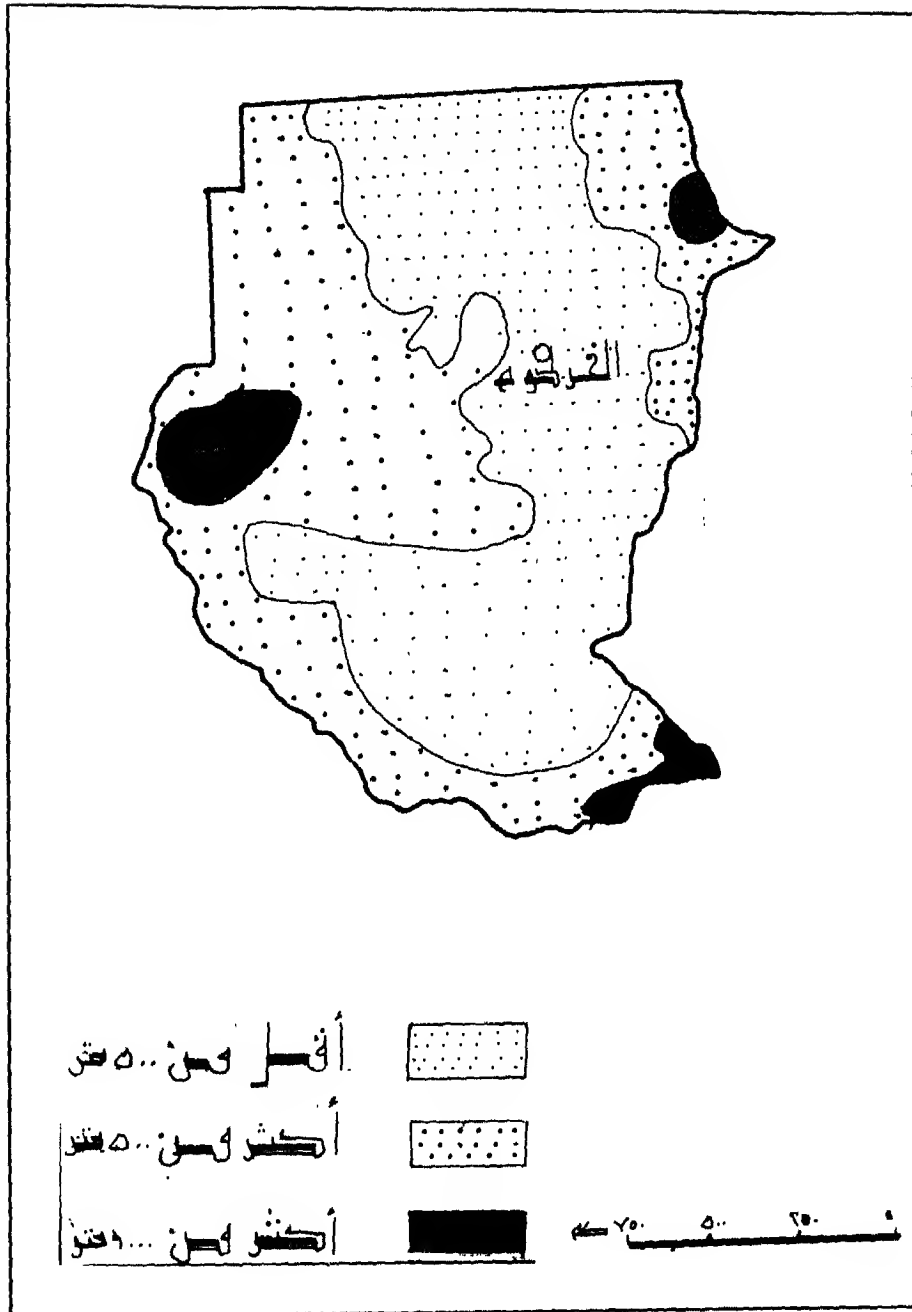 الخرطوم
أقل من ٥٠٠ متر
أكثر من ٥٠٠ متر
أكثر من ١٠٠٠ متر
٠ ٢٥٠ ٥٠٠ ٧٥٠ كم